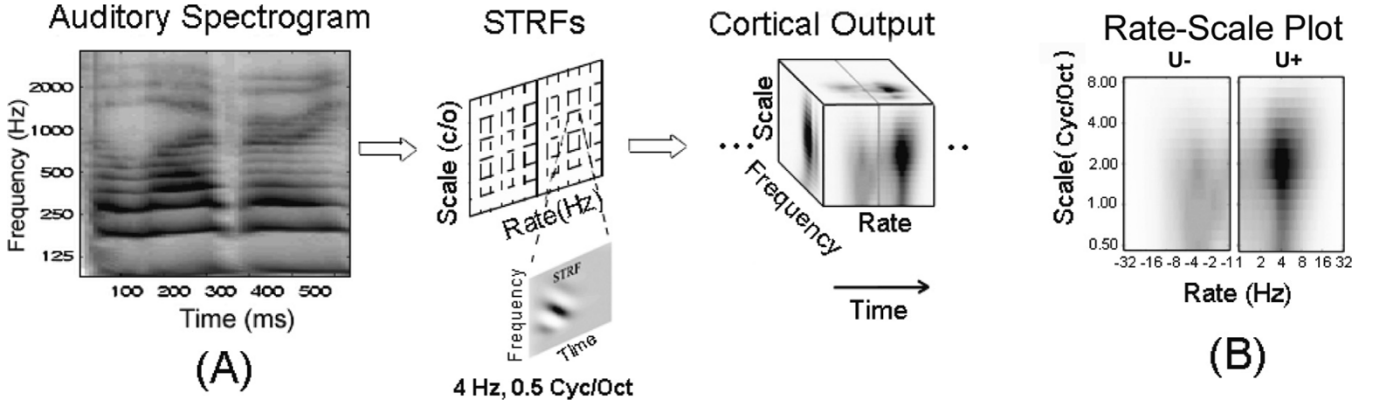 Auditory Spectrogram
Frequency (Hz)
2000
1000
500
250
125
100 200 300 400 500
Time (ms)
(A)
STRFs
Scale (c/o)
Rate(Hz)
STRF
Frequency
Time
4 Hz, 0.5 Cyc/Oct
Cortical Output
Scale
Frequency
Rate
Time
Rate-Scale Plot
U- U+
Scale( Cyc/Oct )
8.00
4.00
2.00
1.00
0.50
-32 -16 -8 -4 -2 -1 1 2 4 8 16 32
Rate (Hz)
(B)